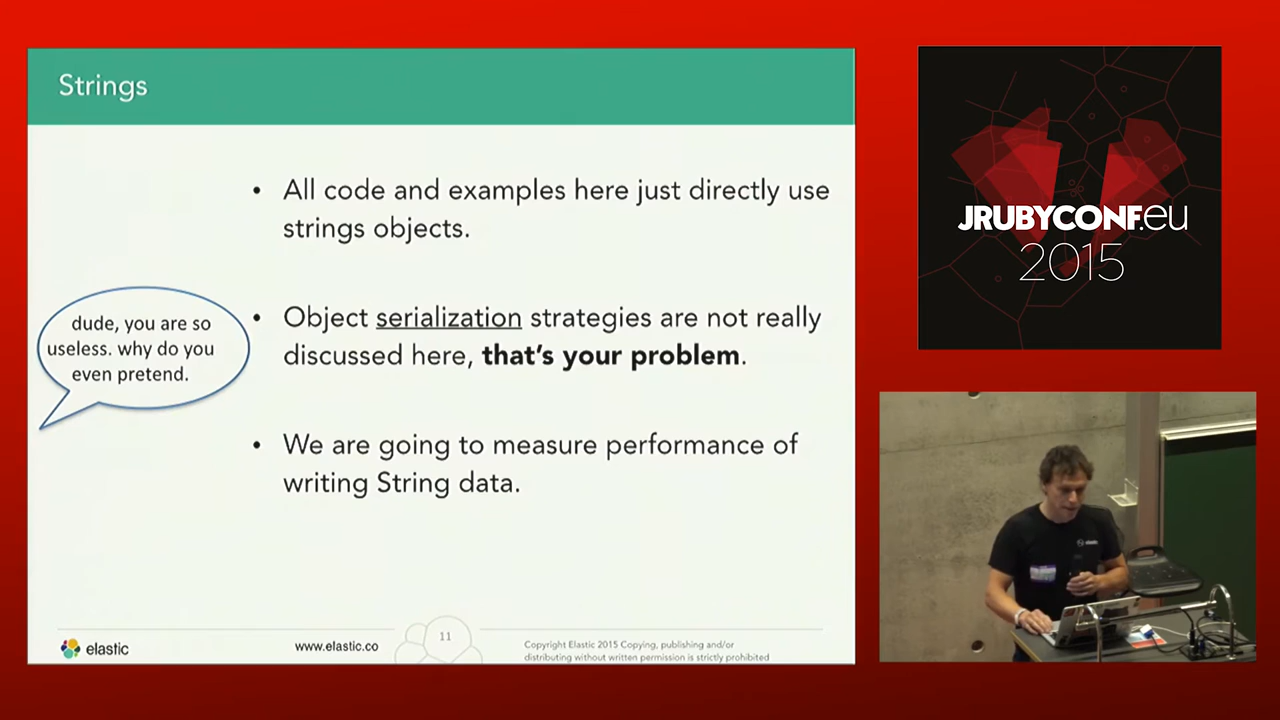 Strings
• All code and examples here just directly use
strings objects.
dude, you are so
useless. why do you
even pretend.
• Object serialization strategies are not really
discussed here, that's your problem.
• We are going to measure performance of
writing String data.
elastic
www.elastic.co
11
Copyright Elastic 2015 Copying, publishing and/or
distributing without written permission is strictly prohibited
JRUBYCONF.eu
2015
elastic